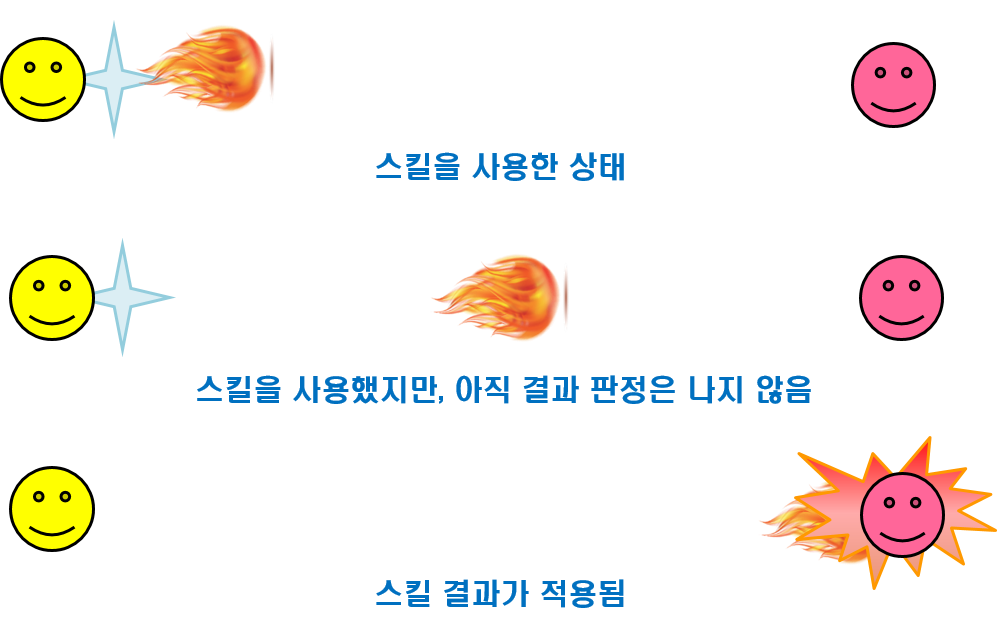 스킬을 사용한 상태
스킬을 사용했지만, 아직 결과 판정은 나지 않음
스킬 결과가 적용됨